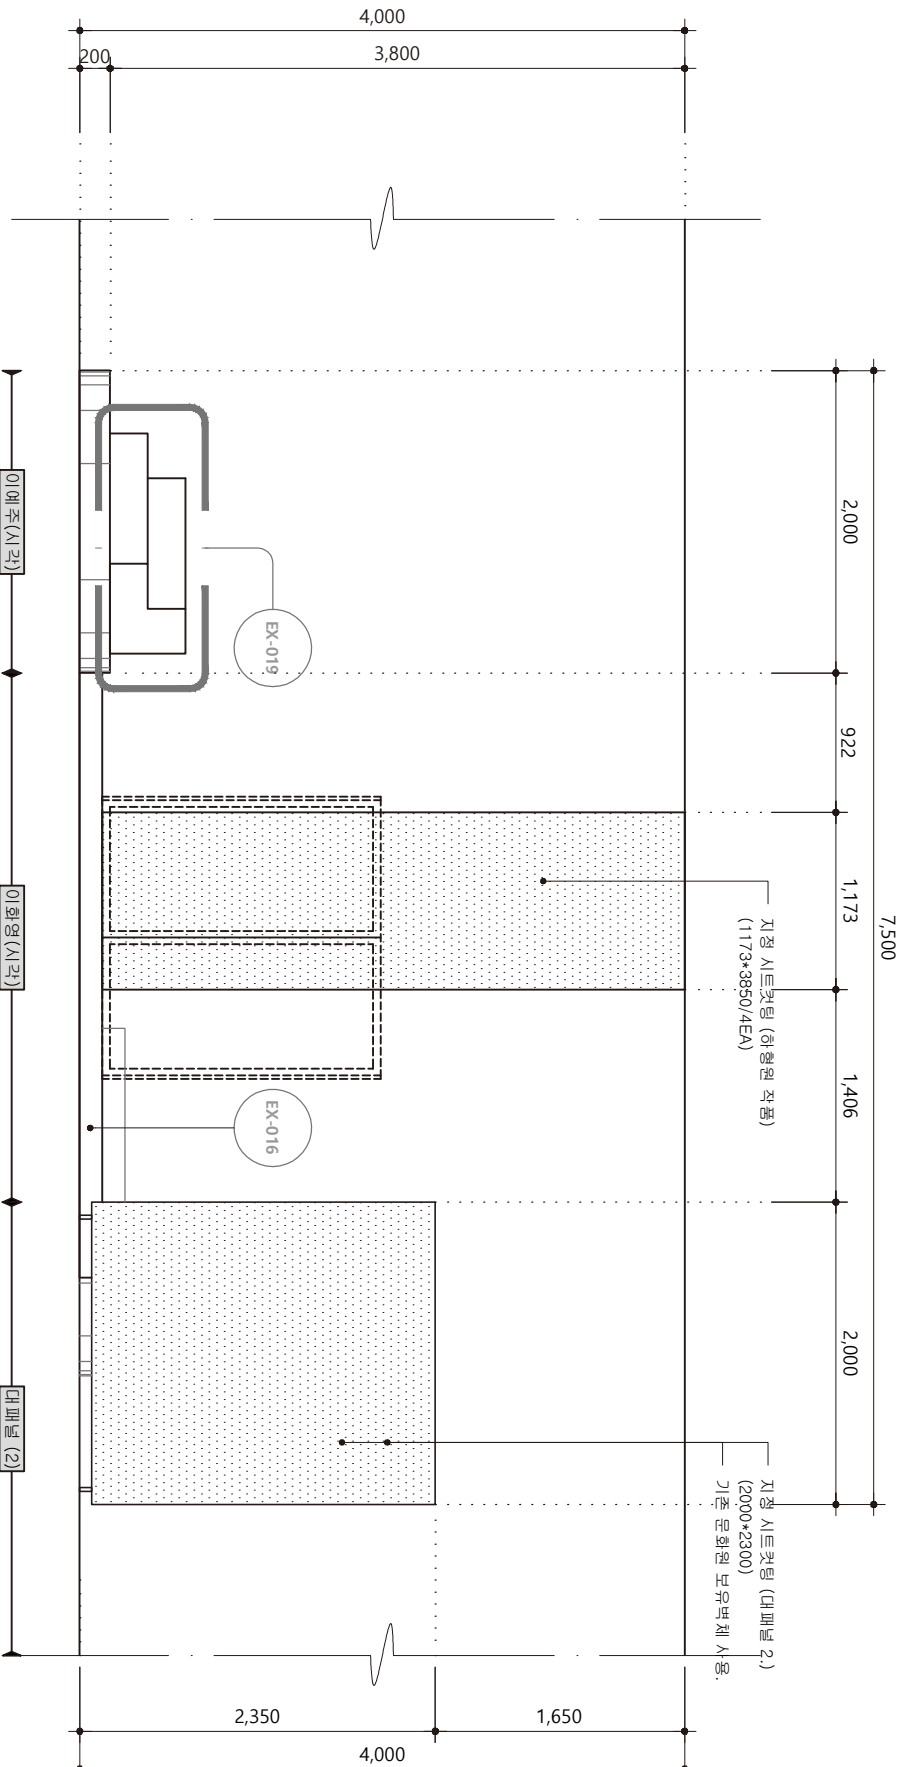 4,000
200
3,800
7,500
2,000
922
1,173
1,406
2,000
지정 시트컷팅 (하형원 작품)
(1173*3850/4EA)
지정 시트컷팅 (대패널 2.)
(2000*2300)
기존 문화원 보유벽체 사용.
EX-019
EX-016
이예주(시각)
이화영(시각)
대패널 (2)
2,350
1,650
4,000